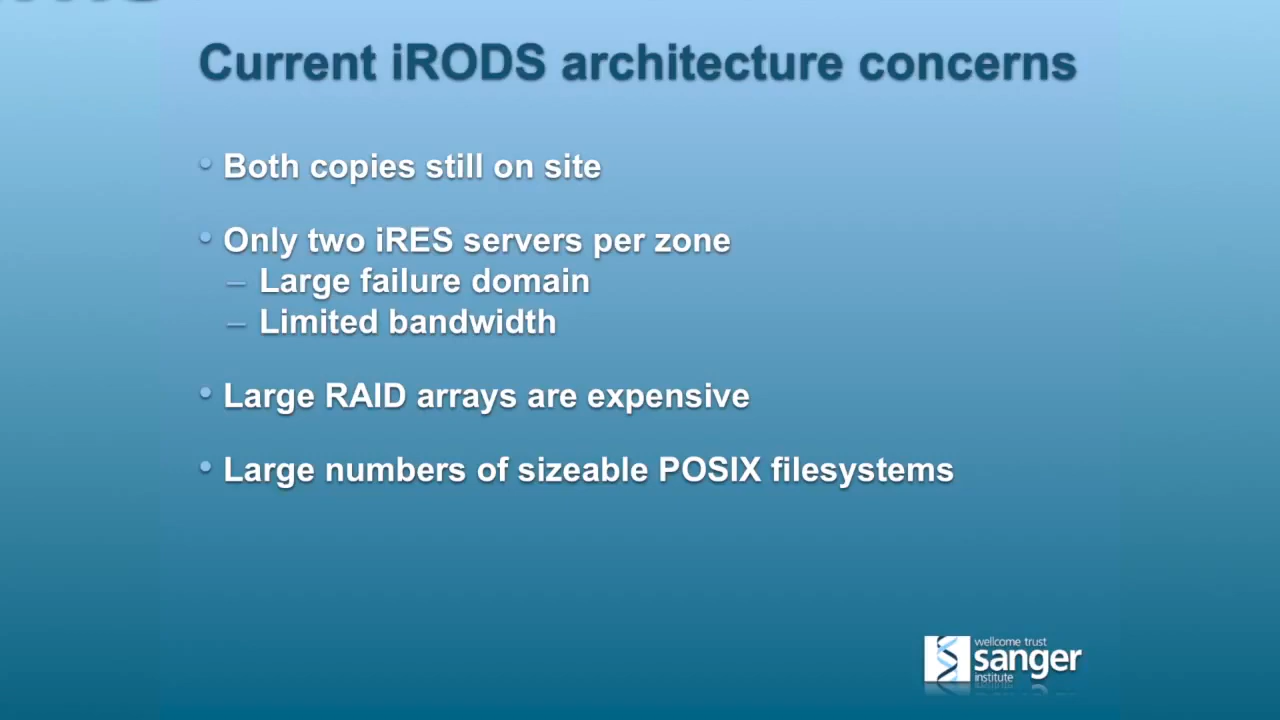 Current iRODS architecture concerns
• Both copies still on site
• Only two iRES servers per zone
– Large failure domain
– Limited bandwidth
• Large RAID arrays are expensive
• Large numbers of sizeable POSIX filesystems
wellcome trust
sanger
institute